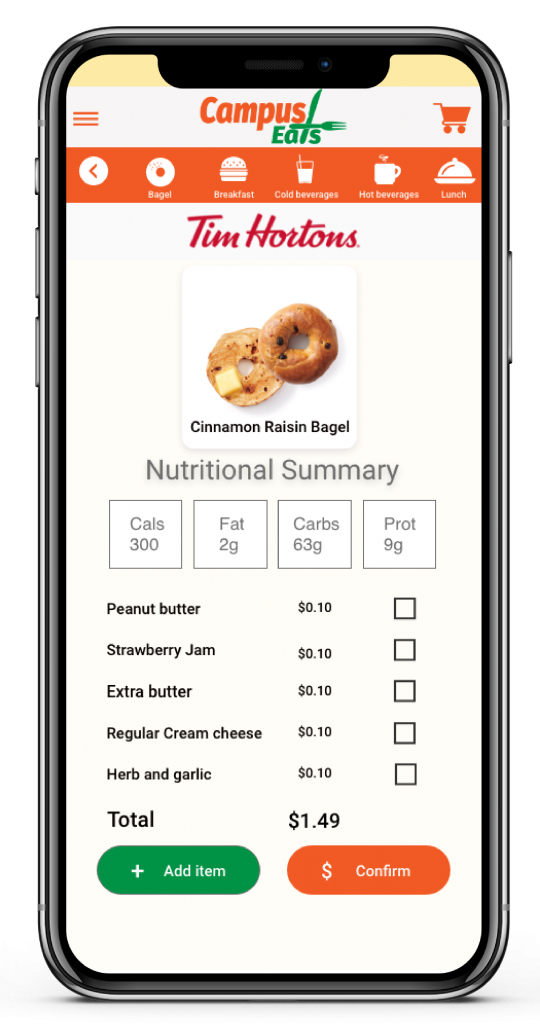 Campus
Eats
Bagel
Breakfast
Cold beverages
Hot beverages
Lunch
Tim Hortons.
Cinnamon Raisin Bagel
Nutritional Summary
Cals Fat Carbs Prot
300 2g 63g 9g
Peanut butter $0.10
Strawberry Jam $0.10
Extra butter $0.10
Regular Cream cheese $0.10
Herb and garlic $0.10
Total $1.49
+ Add item $ Confirm